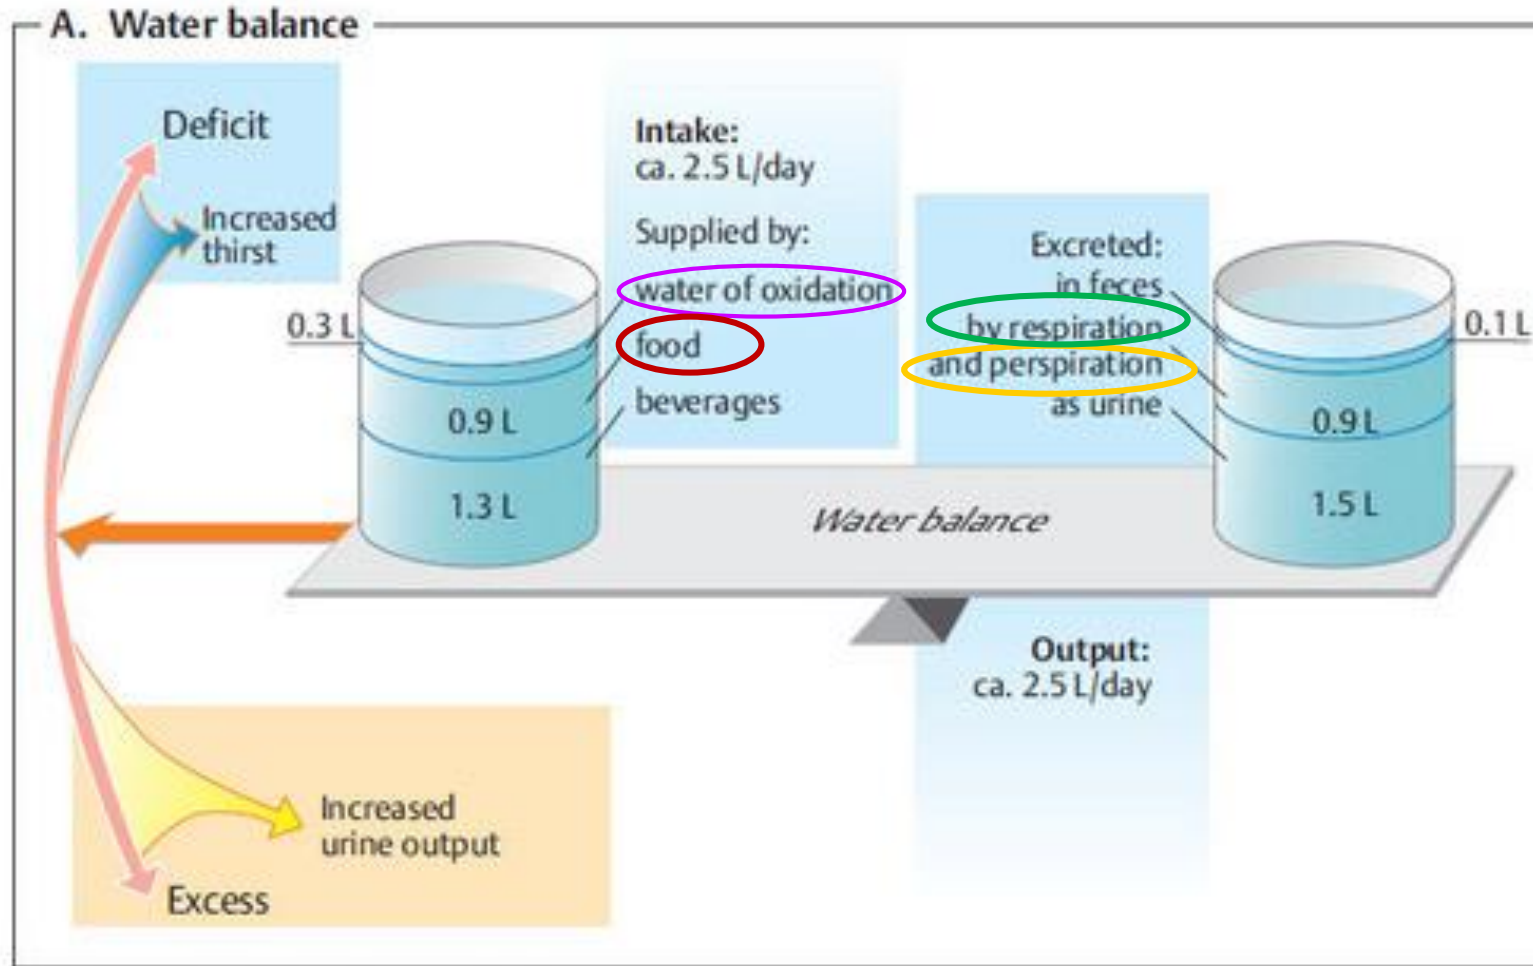 A. Water balance
Deficit
Increased
thirst
Intake:
ca. 2.5 L/day
Supplied by:
water of oxidation
food
beverages
0.3 L
0.9 L
1.3 L
Excreted:
in feces
by respiration
and perspiration
as urine
0.1 L
0.9 L
1.5 L
Water balance
Output:
ca. 2.5 L/day
Increased
urine output
Excess